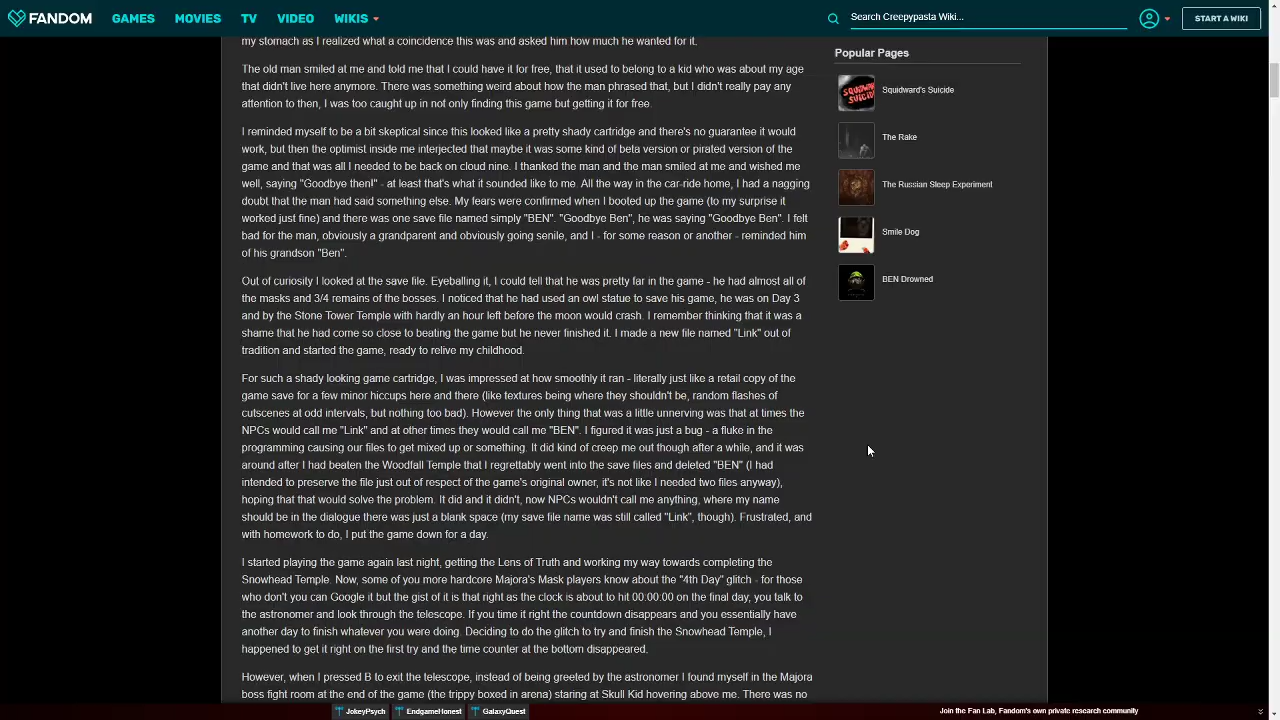 FANDOM GAMES MOVIES TV VIDEO WIKIS Search Creepypasta Wiki... START A WIKI
my stomach as I realized what a coincidence this was and asked him how much he wanted for it.
The old man smiled at me and told me that I could have it for free, that it used to belong to a kid who was about my age
that didn't live here anymore. There was something weird about how the man phrased that, but I didn't really pay any
attention to then, I was too caught up in not only finding this game but getting it for free.
I reminded myself to be a bit skeptical since this looked like a pretty shady cartridge and there's no guarantee it would
work, but then the optimist inside me interjected that maybe it was some kind of beta version or pirated version of the
game and that was all I needed to be back on cloud nine. I thanked the man and the man smiled at me and wished me
well, saying "Goodbye then!" - at least that's what it sounded like to me. All the way in the car-ride home, I had a nagging
doubt that the man had said something else. My fears were confirmed when I booted up the game (to my surprise it
worked just fine) and there was one save file named simply "BEN". "Goodbye Ben", he was saying "Goodbye Ben". I felt
bad for the man, obviously a grandparent and obviously going senile, and I - for some reason or another - reminded him
of his grandson "Ben".
Out of curiosity I looked at the save file. Eyeballing it, I could tell that he was pretty far in the game - he had almost all of
the masks and 3/4 remains of the bosses. I noticed that he had used an owl statue to save his game, he was on Day 3
and by the Stone Tower Temple with hardly an hour left before the moon would crash. I remember thinking that it was a
shame that he had come so close to beating the game but he never finished it. I made a new file named "Link" out of
tradition and started the game, ready to relive my childhood.
For such a shady looking game cartridge, I was impressed at how smoothly it ran - literally just like a retail copy of the
game save for a few minor hiccups here and there (like textures being where they shouldn't be, random flashes of
cutscenes at odd intervals, but nothing too bad). However the only thing that was a little unnerving was that at times the
NPCs would call me "Link" and at other times they would call me "BEN". I figured it was just a bug - a fluke in the
programming causing our files to get mixed up or something. It did kind of creep me out though after a while, and it was
around after I had beaten the Woodfall Temple that I regrettably went into the save files and deleted "BEN" (I had
intended to preserve the file just out of respect of the game's original owner, it's not like I needed two files anyway),
hoping that that would solve the problem. It did and it didn't, now NPCs wouldn't call me anything, where my name
should be in the dialogue there was just a blank space (my save file name was still called "Link", though). Frustrated, and
with homework to do, I put the game down for a day.
I started playing the game again last night, getting the Lens of Truth and working my way towards completing the
Snowhead Temple. Now, some of you more hardcore Majora's Mask players know about the "4th Day" glitch - for those
who don't you can Google it but the gist of it is that right as the clock is about to hit 00:00:00 on the final day, you talk to
the astronomer and look through the telescope. If you time it right the countdown disappears and you essentially have
another day to finish whatever you were doing. Deciding to do the glitch to try and finish the Snowhead Temple, I
happened to get it right on the first try and the time counter at the bottom disappeared.
However, when I pressed B to exit the telescope, instead of being greeted by the astronomer I found myself in the Majora
boss fight room at the end of the game (the trippy boxed in arena) staring at Skull Kid hovering above me. There was no
Popular Pages
SQUIDWARD'S
SUICIDE
Squidward's Suicide
The Rake
The Russian Sleep Experiment
Smile Dog
BEN Drowned
JokeyPsych EndgameHonest GalaxyQuest Join the Fan Lab, Fandom's own private research community